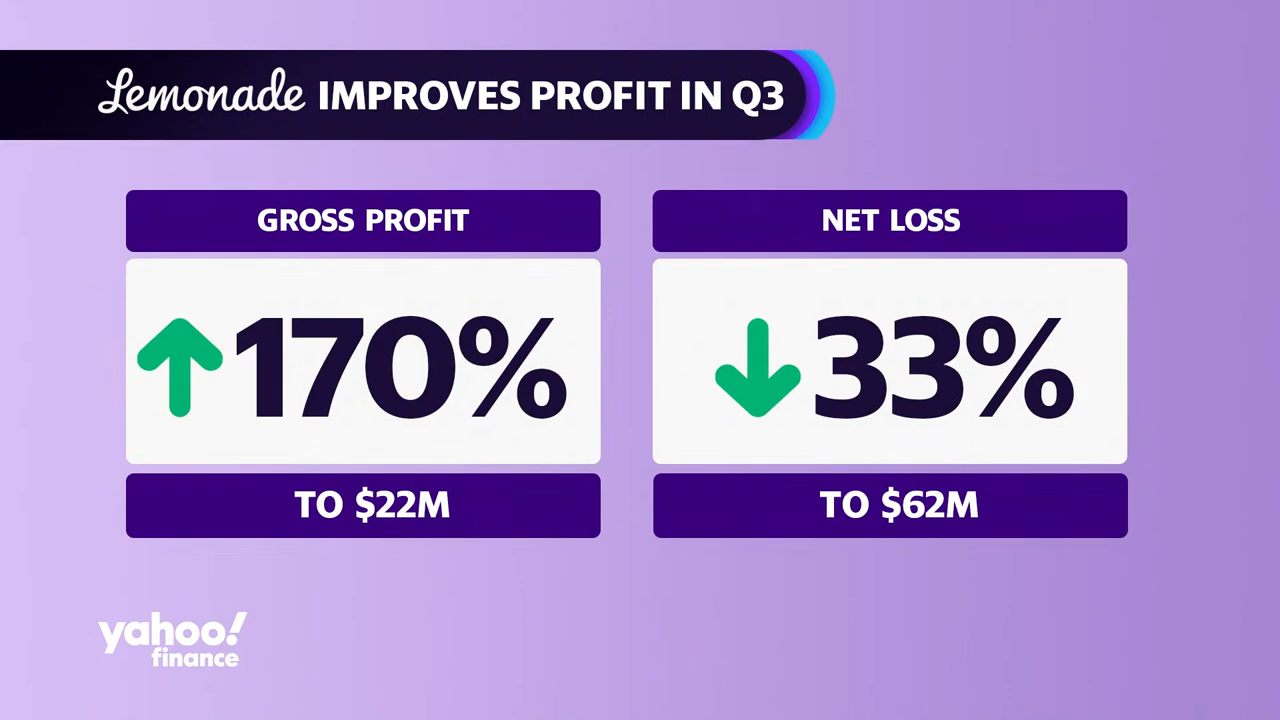 Lemonade IMPROVES PROFIT IN Q3
GROSS PROFIT
170%
TO $22M
NET LOSS
33%
TO $62M
yahoo!
finance